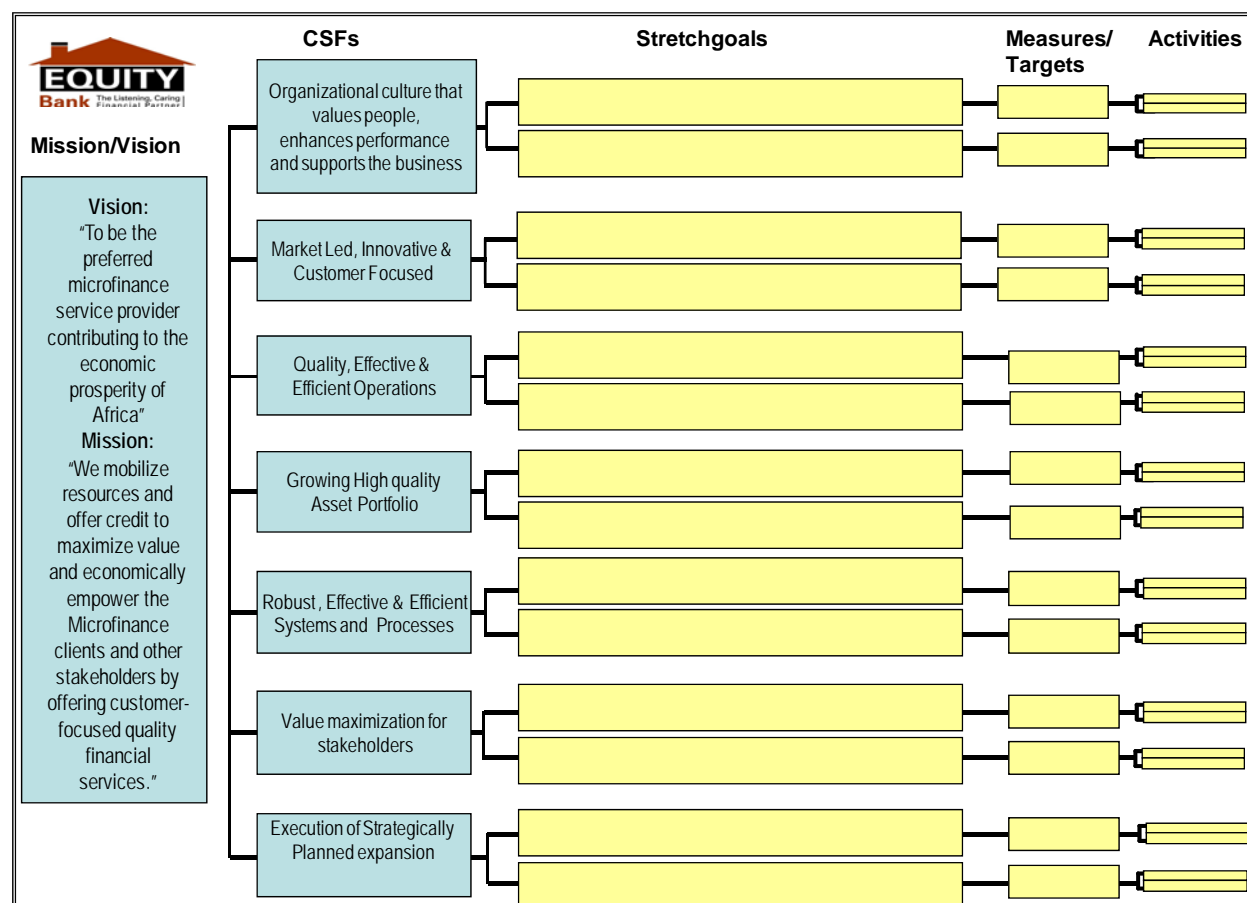 CSFs
Stretchgoals
Measures/
Targets
Activities
EQUITY
Bank The Listening, Caring
Financial Partner
Mission/Vision
Vision:
“To be the
preferred
microfinance
service provider
contributing to the
economic
prosperity of
Africa”
Mission:
“We mobilize
resources and
offer credit to
maximize value
and economically
empower the
Microfinance
clients and other
stakeholders by
offering customer-
focused quality
financial
services.”
Organizational culture that
values people,
enhances performance
and supports the business
Market Led, Innovative &
Customer Focused
Quality, Effective &
Efficient Operations
Growing High quality
Asset Portfolio
Robust, Effective & Efficient
Systems and Processes
Value maximization for
stakeholders
Execution of Strategically
Planned expansion